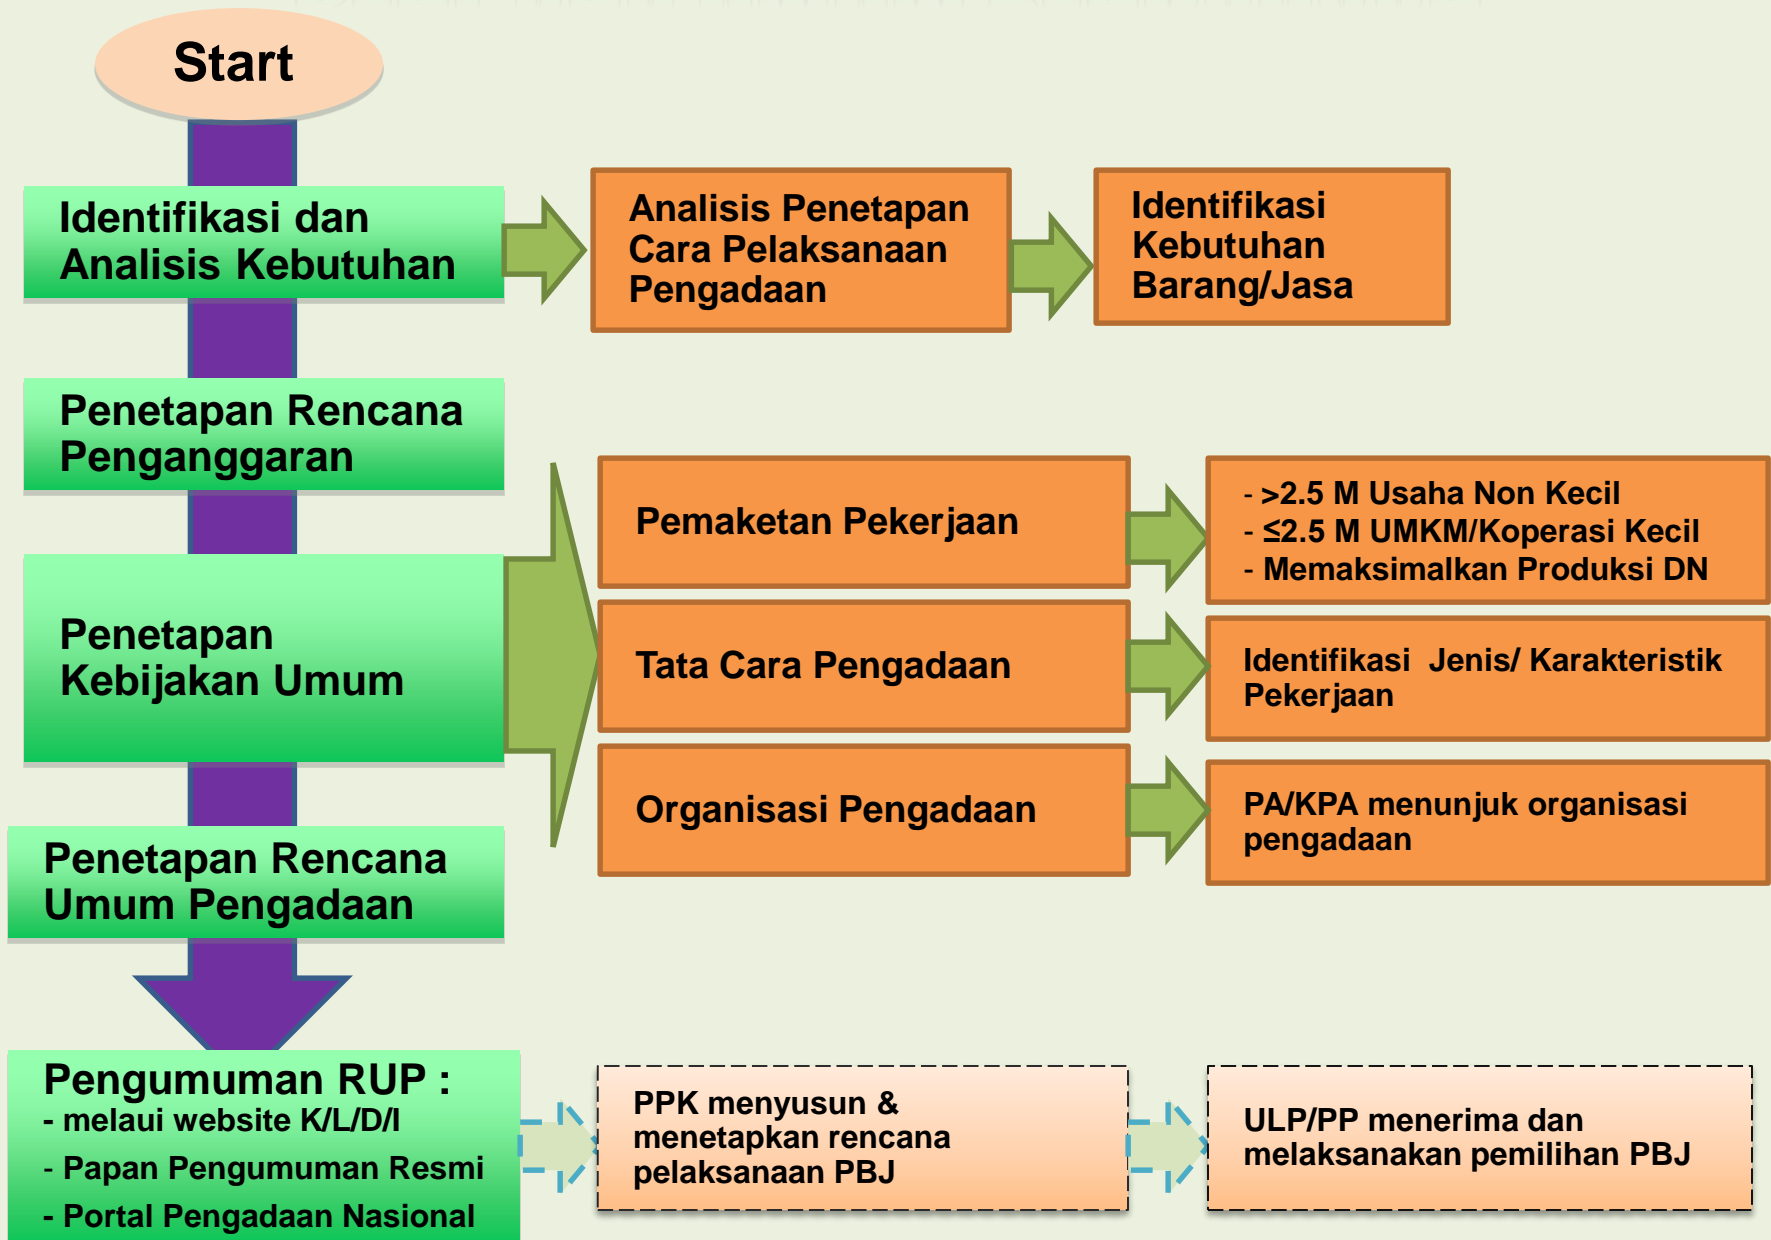 Start
Identifikasi dan
Analisis Kebutuhan
Analisis Penetapan
Cara Pelaksanaan
Pengadaan
Identifikasi
Kebutuhan
Barang/Jasa
Penetapan Rencana
Penganggaran
Penetapan
Kebijakan Umum
Pemaketan Pekerjaan
- >2.5 M Usaha Non Kecil
- ≤2.5 M UMKM/Koperasi Kecil
- Memaksimalkan Produksi DN
Tata Cara Pengadaan
Identifikasi Jenis/ Karakteristik
Pekerjaan
Organisasi Pengadaan
PA/KPA menunjuk organisasi
pengadaan
Penetapan Rencana
Umum Pengadaan
Pengumuman RUP :
- melaui website K/L/D/I
- Papan Pengumuman Resmi
- Portal Pengadaan Nasional
PPK menyusun &
menetapkan rencana
pelaksanaan PBJ
ULP/PP menerima dan
melaksanakan pemilihan PBJ